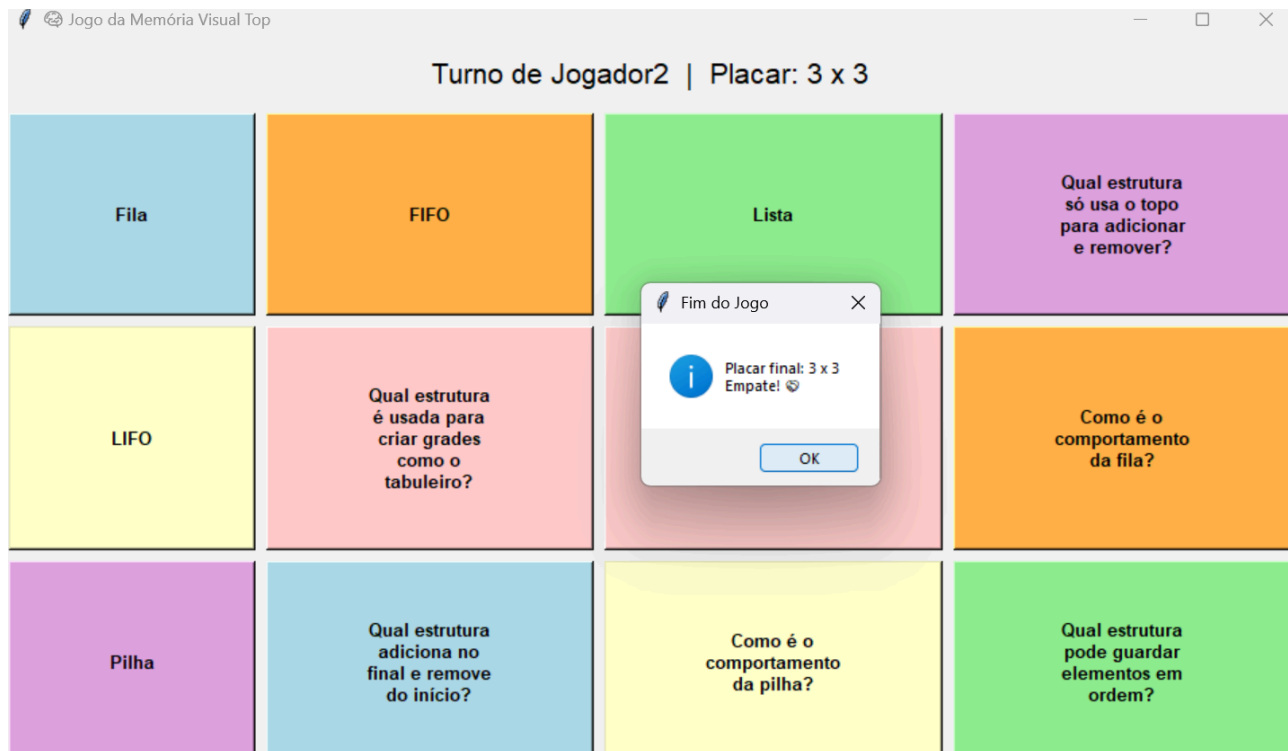 Jogo da Memória Visual Top
Turno de Jogador2 | Placar: 3 x 3
Fila
FIFO
Lista
Qual estrutura
só usa o topo
para adicionar
e remover?
Fim do Jogo
Placar final: 3 x 3
Empate!
OK
LIFO
Qual estrutura
é usada para
criar grades
como o
tabuleiro?
Como é o
comportamento
da fila?
Pilha
Qual estrutura
adiciona no
final e remove
do início?
Como é o
comportamento
da pilha?
Qual estrutura
pode guardar
elementos em
ordem?